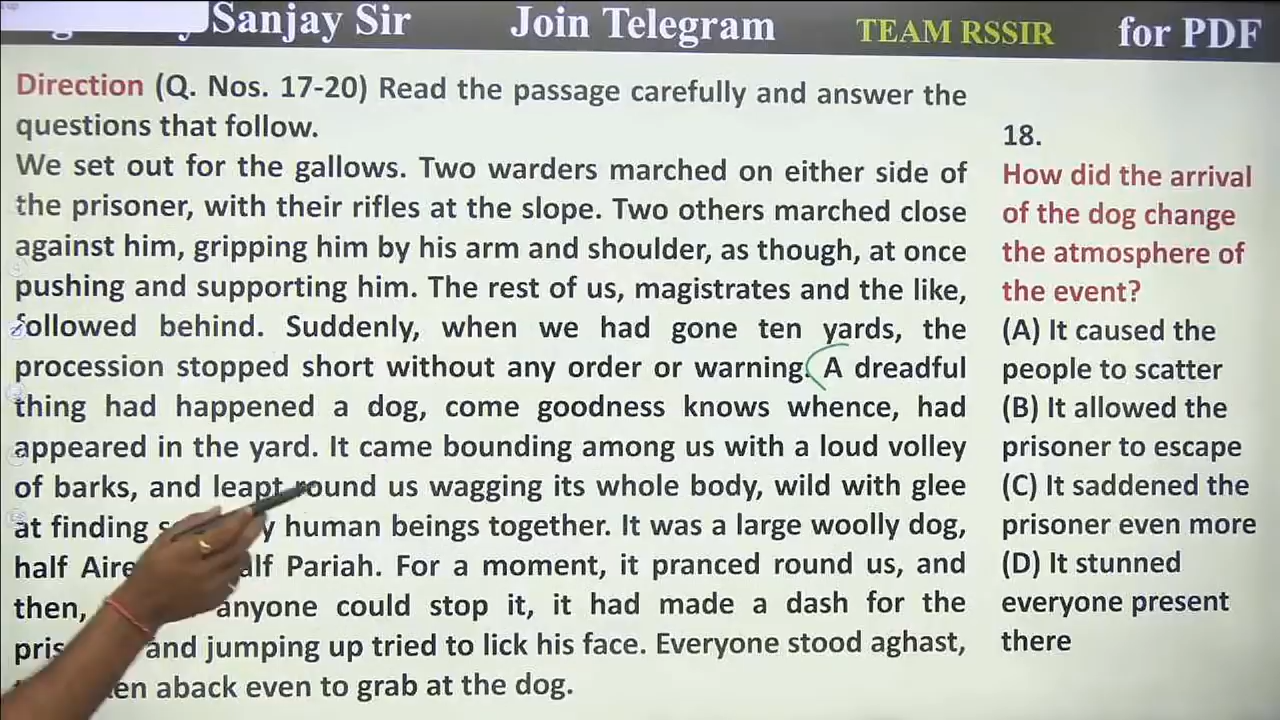 Sanjay Sir Join Telegram TEAM RSSIR for PDF
Direction (Q. Nos. 17-20) Read the passage carefully and answer the
questions that follow.
We set out for the gallows. Two warders marched on either side of
the prisoner, with their rifles at the slope. Two others marched close
against him, gripping him by his arm and shoulder, as though, at once
pushing and supporting him. The rest of us, magistrates and the like,
followed behind. Suddenly, when we had gone ten yards, the
procession stopped short without any order or warning. A dreadful
thing had happened a dog, come goodness knows whence, had
appeared in the yard. It came bounding among us with a loud volley
of barks, and leapt round us wagging its whole body, wild with glee
at finding human beings together. It was a large woolly dog,
half Pariah. For a moment, it pranced round us, and
then, anyone could stop it, it had made a dash for the
and jumping up tried to lick his face. Everyone stood aghast,
aback even to grab at the dog.
18.
How did the arrival
of the dog change
the atmosphere of
the event?
(A) It caused the
people to scatter
(B) It allowed the
prisoner to escape
(C) It saddened the
prisoner even more
(D) It stunned
everyone present
there